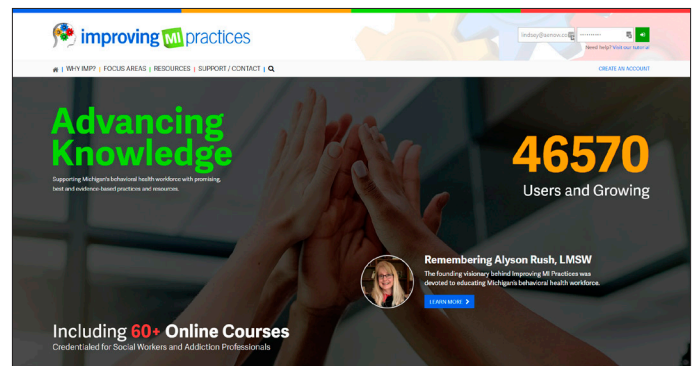 improving MI practices
lindsay@aemow.co
Need help? Visit our tutorial
WHY IMP? | FOCUS AREAS | RESOURCES | SUPPORT / CONTACT |
CREATE AN ACCOUNT
Advancing
Knowledge
Supporting Michigan's behavioral health workforce with promising,
best and evidence-based practices and resources.
46570
Users and Growing
Remembering Alyson Rush, LMSW
The founding visionary behind Improving MI Practices was
devoted to educating Michigan's behavioral health workforce.
LEARN MORE
Including 60+ Online Courses
Credentialed for Social Workers and Addiction Professionals